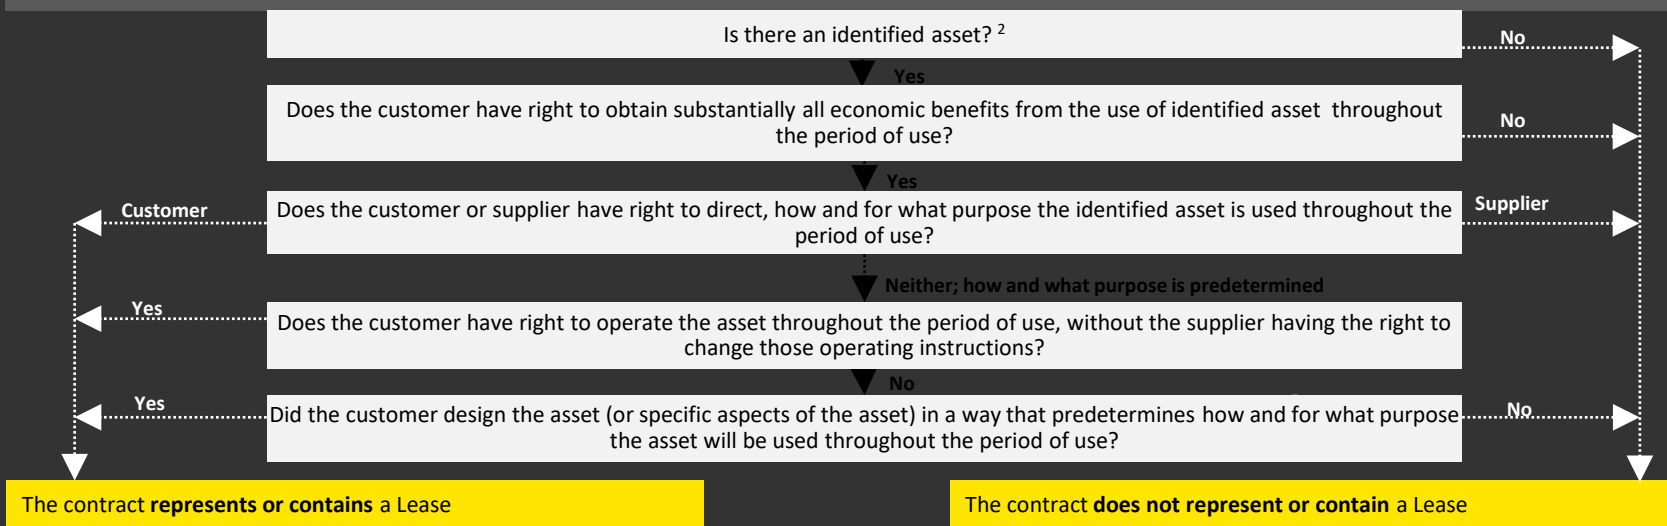 Is there an identified asset? 2
No
Yes
Does the customer have right to obtain substantially all economic benefits from the use of identified asset throughout
the period of use?
No
Yes
Customer
Does the customer or supplier have right to direct, how and for what purpose the identified asset is used throughout the
period of use?
Supplier
Neither; how and what purpose is predetermined
Yes
Does the customer have right to operate the asset throughout the period of use, without the supplier having the right to
change those operating instructions?
No
Yes
Did the customer design the asset (or specific aspects of the asset) in a way that predetermines how and for what purpose
the asset will be used throughout the period of use?
No
The contract represents or contains a Lease
The contract does not represent or contain a Lease